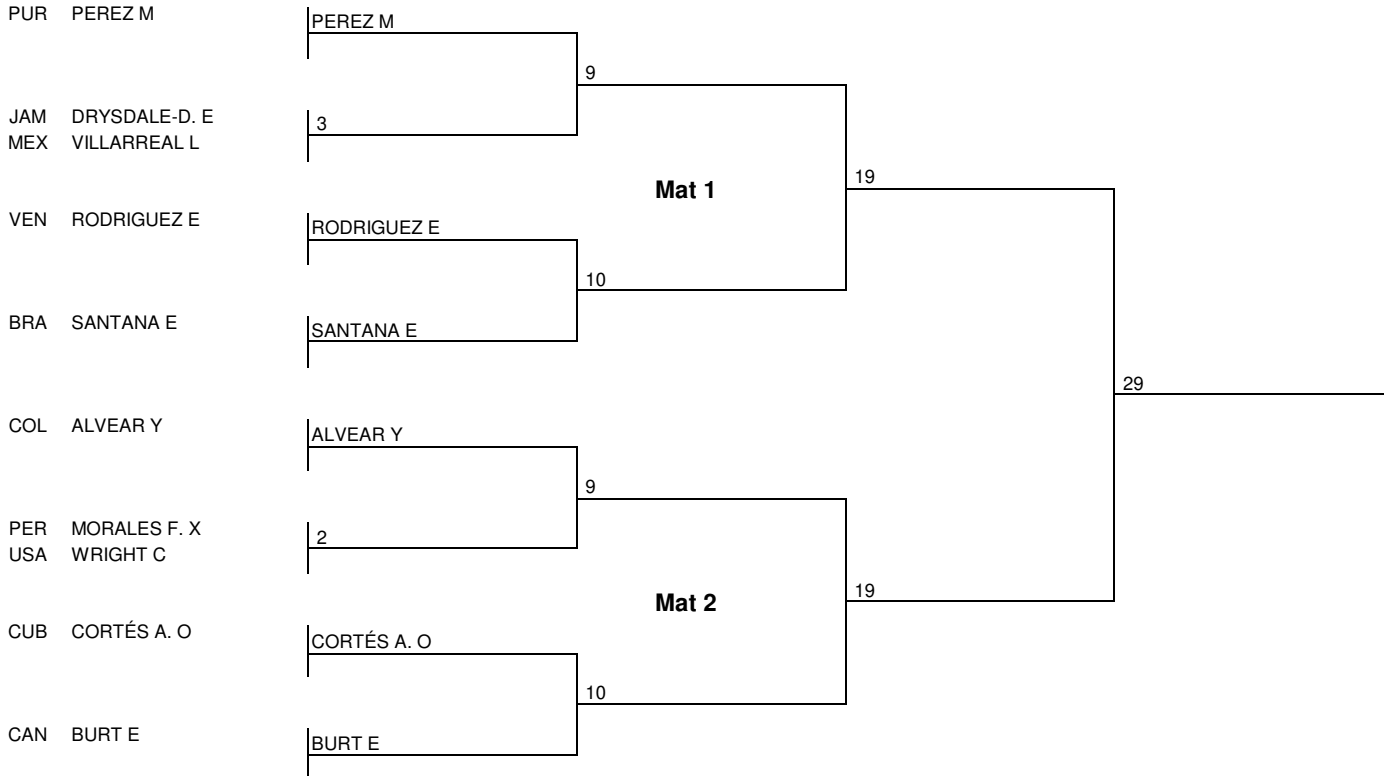 PUR PEREZ M PEREZ M
9
JAM DRYSDALE-D. E
3
MEX VILLARREAL L
Mat 1
19
VEN RODRIGUEZ E RODRIGUEZ E
10
BRA SANTANA E SANTANA E
29
COL ALVEAR Y ALVEAR Y
9
PER MORALES F. X
2
USA WRIGHT C
Mat 2
19
CUB CORTÉS A. O CORTÉS A. O
10
CAN BURT E BURT E